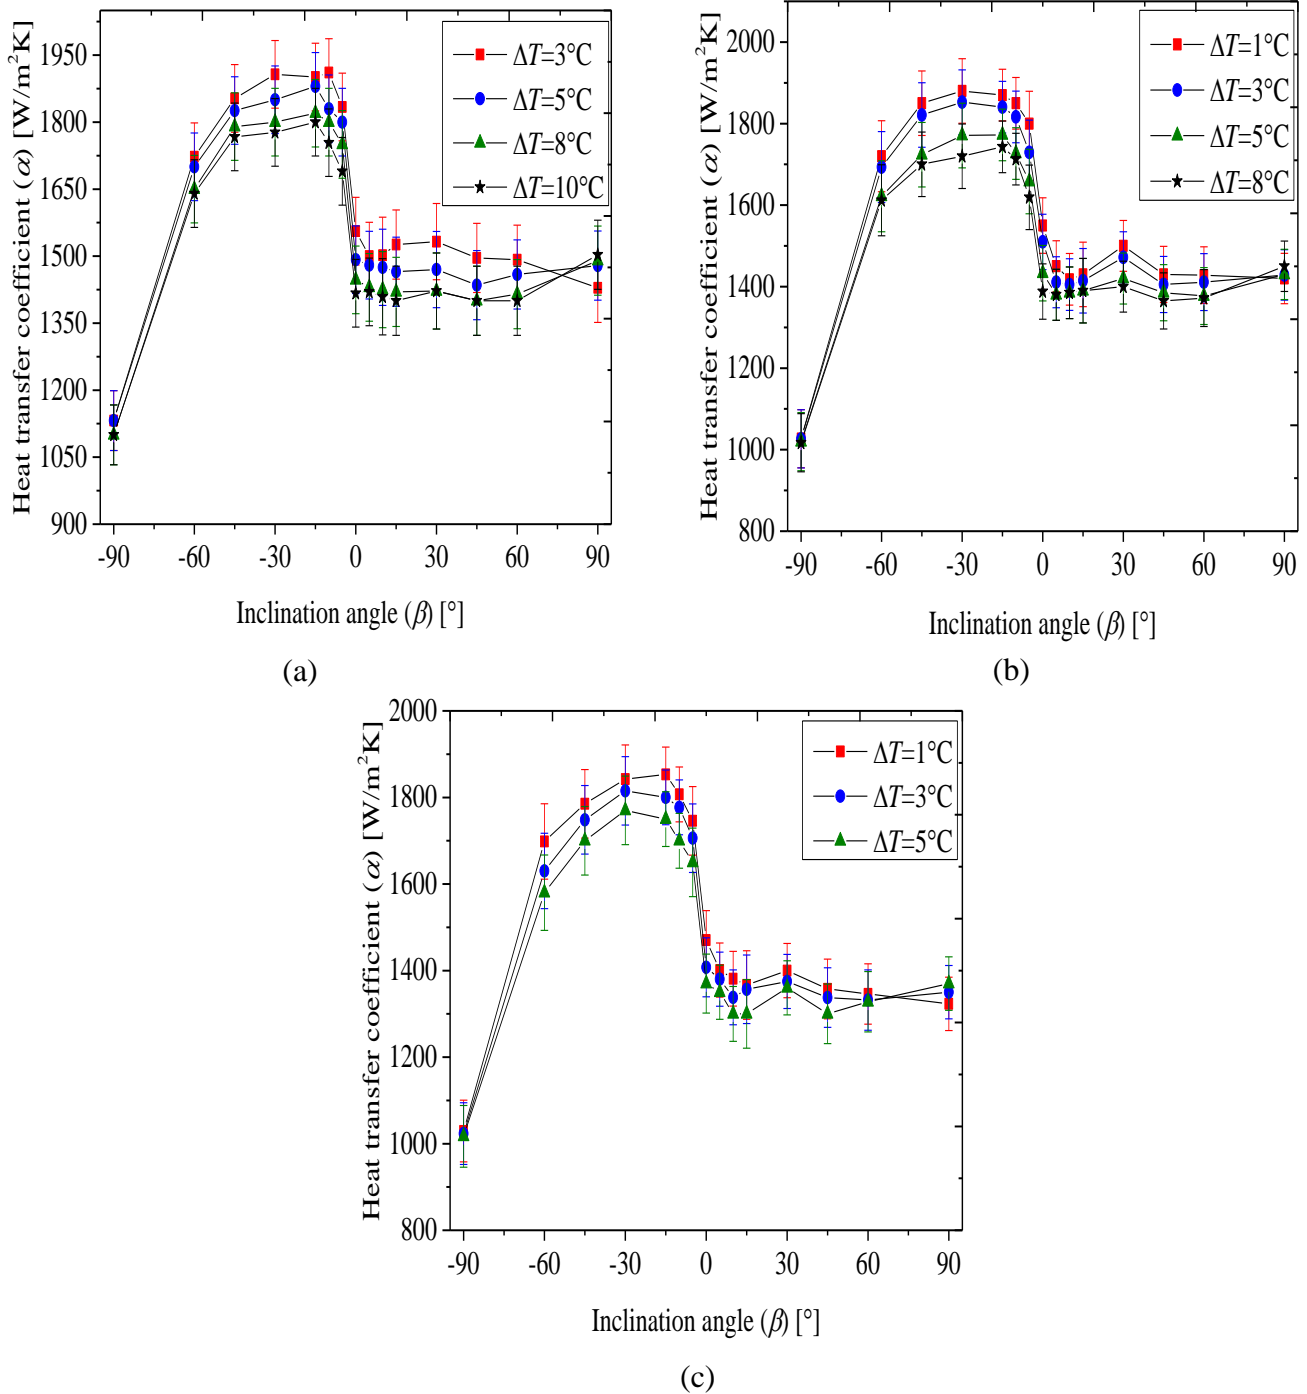 Heat transfer coefficient (α) [W/m²K]
1950
1800
1650
1500
1350
1200
1050
900
-90 -60 -30 0 30 60 90
Inclination angle (β) [°]
ΔT=3°C
ΔT=5°C
ΔT=8°C
ΔT=10°C
(a)
Heat transfer coefficient (α) [W/m²K]
2000
1800
1600
1400
1200
1000
800
-90 -60 -30 0 30 60 90
Inclination angle (β) [°]
ΔT=1°C
ΔT=3°C
ΔT=5°C
ΔT=8°C
(b)
Heat transfer coefficient (α) [W/m²K]
2000
1800
1600
1400
1200
1000
800
-90 -60 -30 0 30 60 90
Inclination angle (β) [°]
ΔT=1°C
ΔT=3°C
ΔT=5°C
(c)